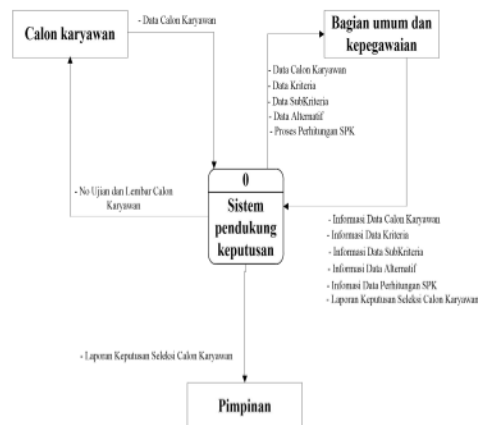 Calon karyawan
- Data Calon Karyawan
Bagian umum dan
kepegawaian
- Data Calon Karyawan
- Data Kriteria
- Data SubKriteria
- Data Alternatif
- Proses Perhitungan SPK
- No Ujian dan Lembar Calon
Karyawan
0
Sistem
pendukung
keputusan
- Informasi Data Calon Karyawan
- Informasi Data Kriteria
- Informasi Data SubKriteria
- Informasi Data Alternatif
- Infomasi Data Perhitungan SPK
- Laporan Keputusan Seleksi Calon Karyawan
- Laporan Keputusan Seleksi Calon Karyawan
Pimpinan